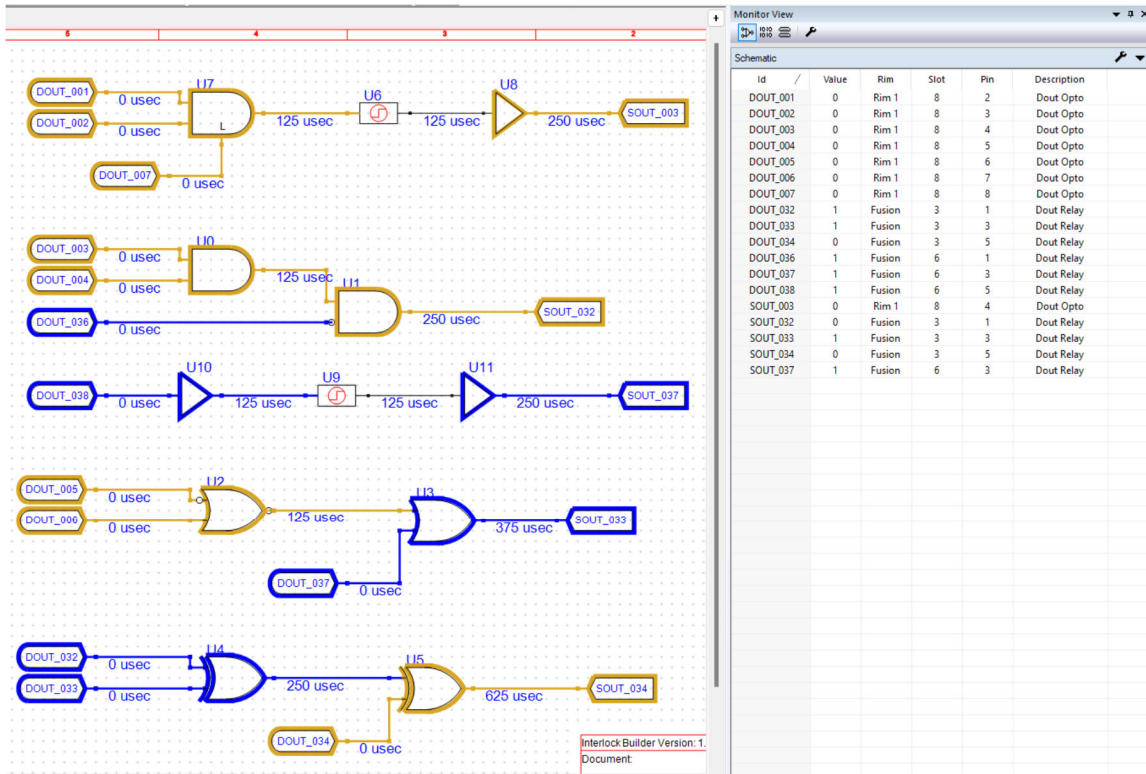 Monitor View
Schematic
Id / Value Rim Slot Pin Description
DOUT_001 0 Rim 1 8 2 Dout Opto
DOUT_002 0 Rim 1 8 3 Dout Opto
DOUT_003 0 Rim 1 8 4 Dout Opto
DOUT_004 0 Rim 1 8 5 Dout Opto
DOUT_005 0 Rim 1 8 6 Dout Opto
DOUT_006 0 Rim 1 8 7 Dout Opto
DOUT_007 0 Rim 1 8 8 Dout Opto
DOUT_032 1 Fusion 3 1 Dout Relay
DOUT_033 1 Fusion 3 3 Dout Relay
DOUT_034 0 Fusion 3 5 Dout Relay
DOUT_036 1 Fusion 6 1 Dout Relay
DOUT_037 1 Fusion 6 3 Dout Relay
DOUT_038 1 Fusion 6 5 Dout Relay
SOUT_003 0 Rim 1 8 4 Dout Opto
SOUT_032 0 Fusion 3 1 Dout Relay
SOUT_033 1 Fusion 3 3 Dout Relay
SOUT_034 0 Fusion 3 5 Dout Relay
SOUT_037 1 Fusion 6 3 Dout Relay
5 4 3 2
U7
U6
U8
DOUT_001 0 usec
DOUT_002 0 usec
L
125 usec
125 usec
250 usec
SOUT_003
DOUT_007 0 usec
U0
DOUT_003 0 usec
DOUT_004 0 usec
125 usec
U1
DOUT_036 0 usec
250 usec
SOUT_032
U10
U9
U11
DOUT_038 0 usec
125 usec
125 usec
250 usec
SOUT_037
U2
DOUT_005 0 usec
DOUT_006 0 usec
125 usec
U3
375 usec
SOUT_033
DOUT_037 0 usec
U4
DOUT_032 0 usec
DOUT_033 0 usec
250 usec
U5
625 usec
SOUT_034
DOUT_034 0 usec
Interlock Builder Version: 1.
Document: